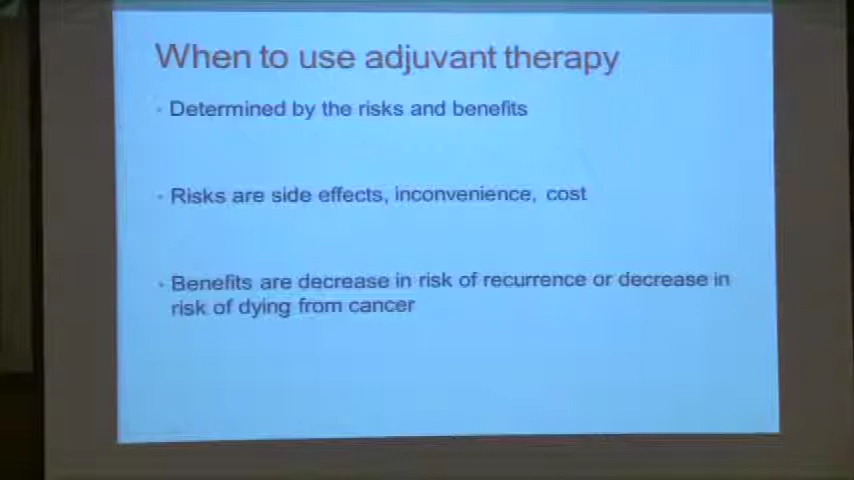 When to use adjuvant therapy
· Determined by the risks and benefits
· Risks are side effects, inconvenience, cost
· Benefits are decrease in risk of recurrence or decrease in
risk of dying from cancer